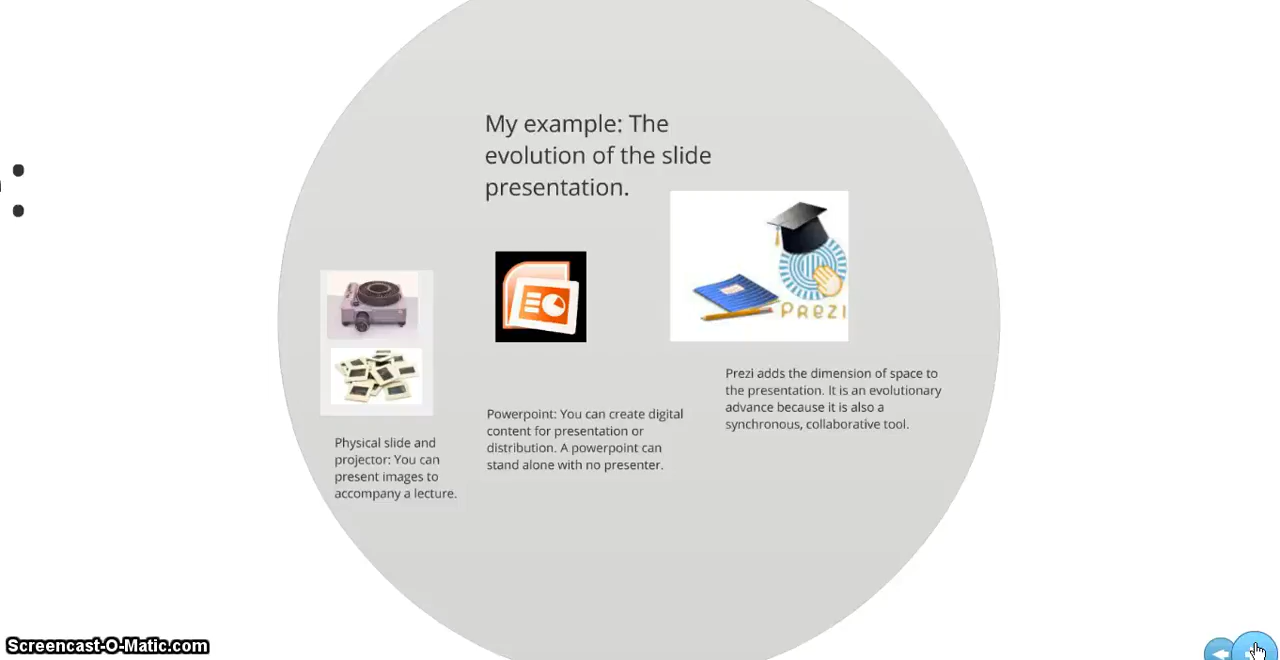 :
My example: The
evolution of the slide
presentation.
PREZI
Prezi adds the dimension of space to
the presentation. It is an evolutionary
advance because it is also a
synchronous, collaborative tool.
Powerpoint: You can create digital
content for presentation or
distribution. A powerpoint can
stand alone with no presenter.
Physical slide and
projector: You can
present images to
accompany a lecture.
Screencast-O-Matic.com